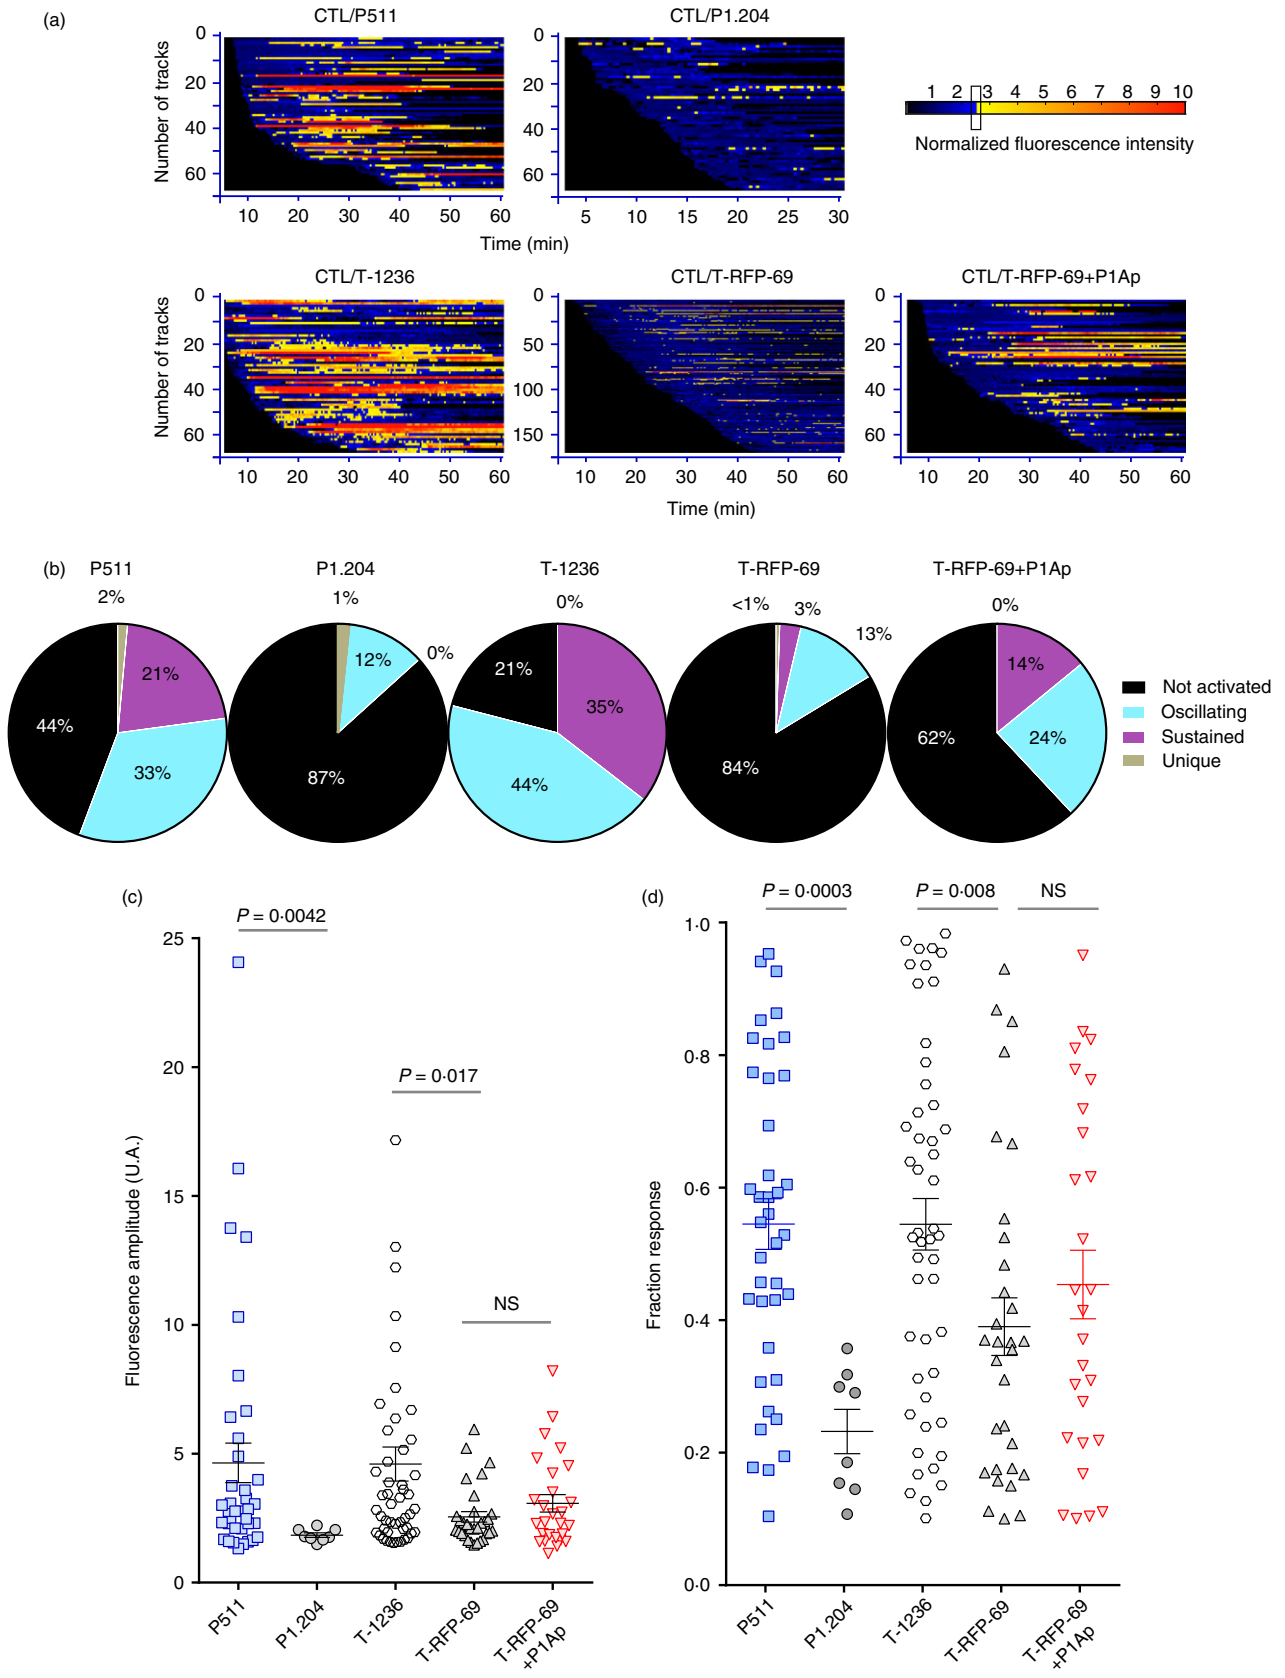 (a)
CTL/P511
CTL/P1.204
Number of tracks
0
20
40
60
10 20 30 40 50 60
0
20
40
60
5 10 15 20 25 30
Time (min)
1 2 3 4 5 6 7 8 9 10
Normalized fluorescence intensity
CTL/T-1236
CTL/T-RFP-69
CTL/T-RFP-69+P1Ap
Number of tracks
0
20
40
60
10 20 30 40 50 60
0
50
100
150
10 20 30 40 50 60
0
20
40
60
10 20 30 40 50 60
Time (min)
(b)
P511
2%
21%
44%
33%
P1.204
1%
12%
0%
87%
T-1236
0%
21%
35%
44%
T-RFP-69
<1%
3%
13%
84%
T-RFP-69+P1Ap
0%
14%
62%
24%
Not activated
Oscillating
Sustained
Unique
(c)
P = 0·0042
P = 0·017
NS
Fluorescence amplitude (U.A.)
25
20
15
10
5
0
P511
P1.204
T-1236
T-RFP-69
T-RFP-69
+P1Ap
(d)
P = 0·0003
P = 0·008
NS
Fraction response
1·0
0·8
0·6
0·4
0·2
0·0
P511
P1.204
T-1236
T-RFP-69
T-RFP-69
+P1Ap